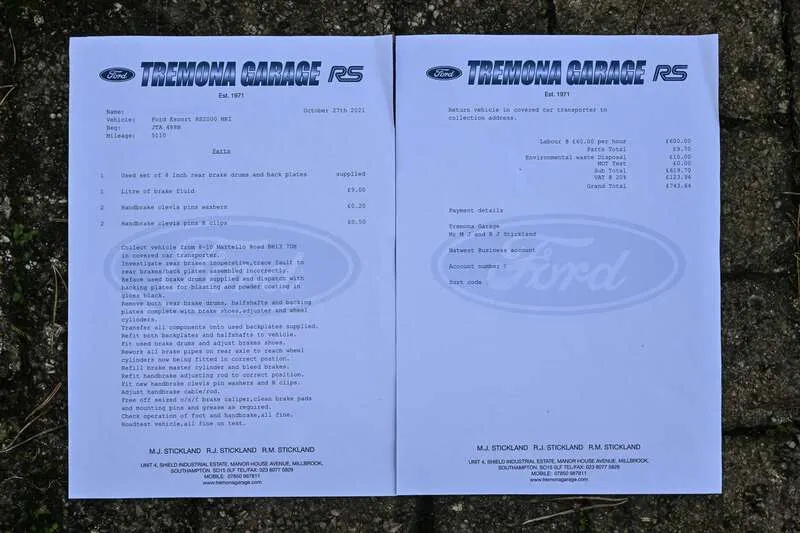 Ford TREMONA GARAGE RS
Est. 1971
Name:
October 27th 2021
Vehicle: Ford Escort RS2000 MKI
Reg: JTA 499N
Mileage: 5110
Parts
1 Used set of 8 inch rear brake drums and back plates supplied
1 Litre of brake fluid £9.00
2 Handbrake clevis pins washers £0.20
2 Handbrake clevis pins R clips £0.50
Collect vehicle from 8-10 Martello Road BH13 7DH
in covered car transporter.
Investigate rear brakes inoperative,trace fault to
rear brakes/back plates assembled incorrectly.
Reface used brake drums supplied and dispatch with
backing plates for blasting and powder coating in
gloss black.
Remove both rear brake drums, halfshafts and backing
plates complete with brake shoes,adjuster and wheel
cylinders.
Transfer all components onto used backplates supplied.
Refit both backplates and halfshafts to vehicle.
Fit used brake drums and adjust brakes shoes.
Rework all brake pipes on rear axle to reach wheel
cylinders now being fitted in correct postion.
Refill brake master cylinder and bleed brakes.
Refit handbrake adjusting rod to correct position.
Fit new handbrake clevis pin washers and R clips.
Adjust handbrake cable/rod.
Free off seized o/s/f brake caliper,clean brake pads
and mounting pins and grease as required.
Check operation of foot and handbrake,all fine.
Roadtest vehicle,all fine on test.
Ford
M.J. STICKLAND R.J. STICKLAND R.M. STICKLAND
UNIT 4, SHIELD INDUSTRIAL ESTATE, MANOR HOUSE AVENUE, MILLBROOK,
SOUTHAMPTON. SO15 0LF TEL/FAX: 023 8077 5829
MOBILE: 07850 987811
www.tremonagarage.com
Ford TREMONA GARAGE RS
Est. 1971
Return vehicle in covered car transporter to
collection address.
Labour @ £60.00 per hour £600.00
Parts Total £9.70
Environmental waste Disposal £10.00
MOT Test £0.00
Sub Total £619.70
VAT @ 20% £123.94
Grand Total £743.64
Payment details
Tremona Garage
Mr M J and R J Stickland
Natwest Business account
Account number :
Sort code
Ford
M.J. STICKLAND R.J. STICKLAND R.M. STICKLAND
UNIT 4, SHIELD INDUSTRIAL ESTATE, MANOR HOUSE AVENUE, MILLBROOK,
SOUTHAMPTON. SO15 0LF TEL/FAX: 023 8077 5829
MOBILE: 07850 987811
www.tremonagarage.com